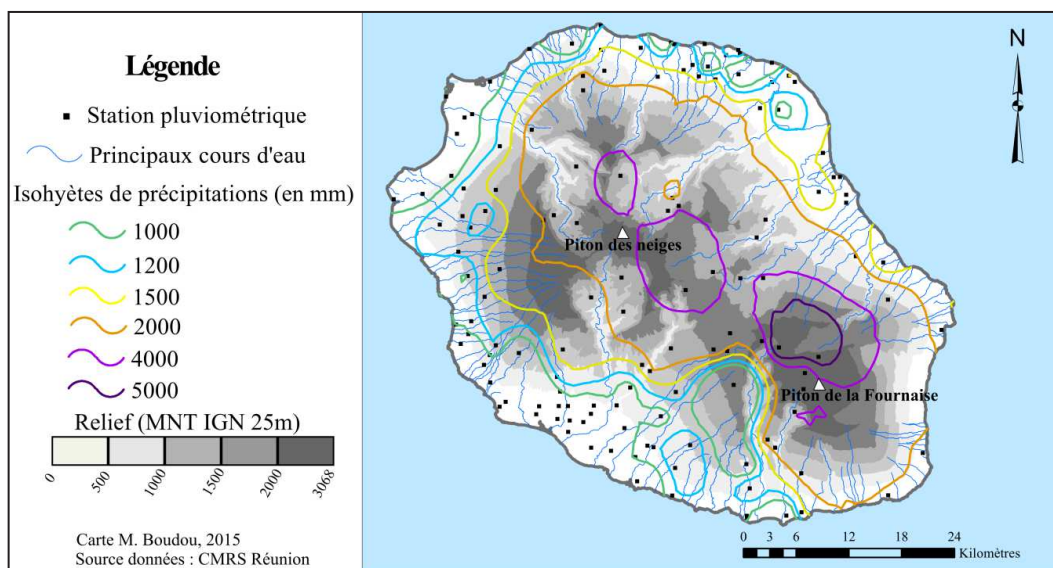 Légende
Station pluviométrique
Principaux cours d'eau
Isohyètes de précipitations (en mm)
1000
1200
1500
2000
4000
5000
Relief (MNT IGN 25m)
0
500
1000
1500
2000
3068
Carte M. Boudou, 2015
Source données : CMRS Réunion
N
Piton des neiges
Piton de la Fournaise
0 3 6 12 18 24
Kilomètres